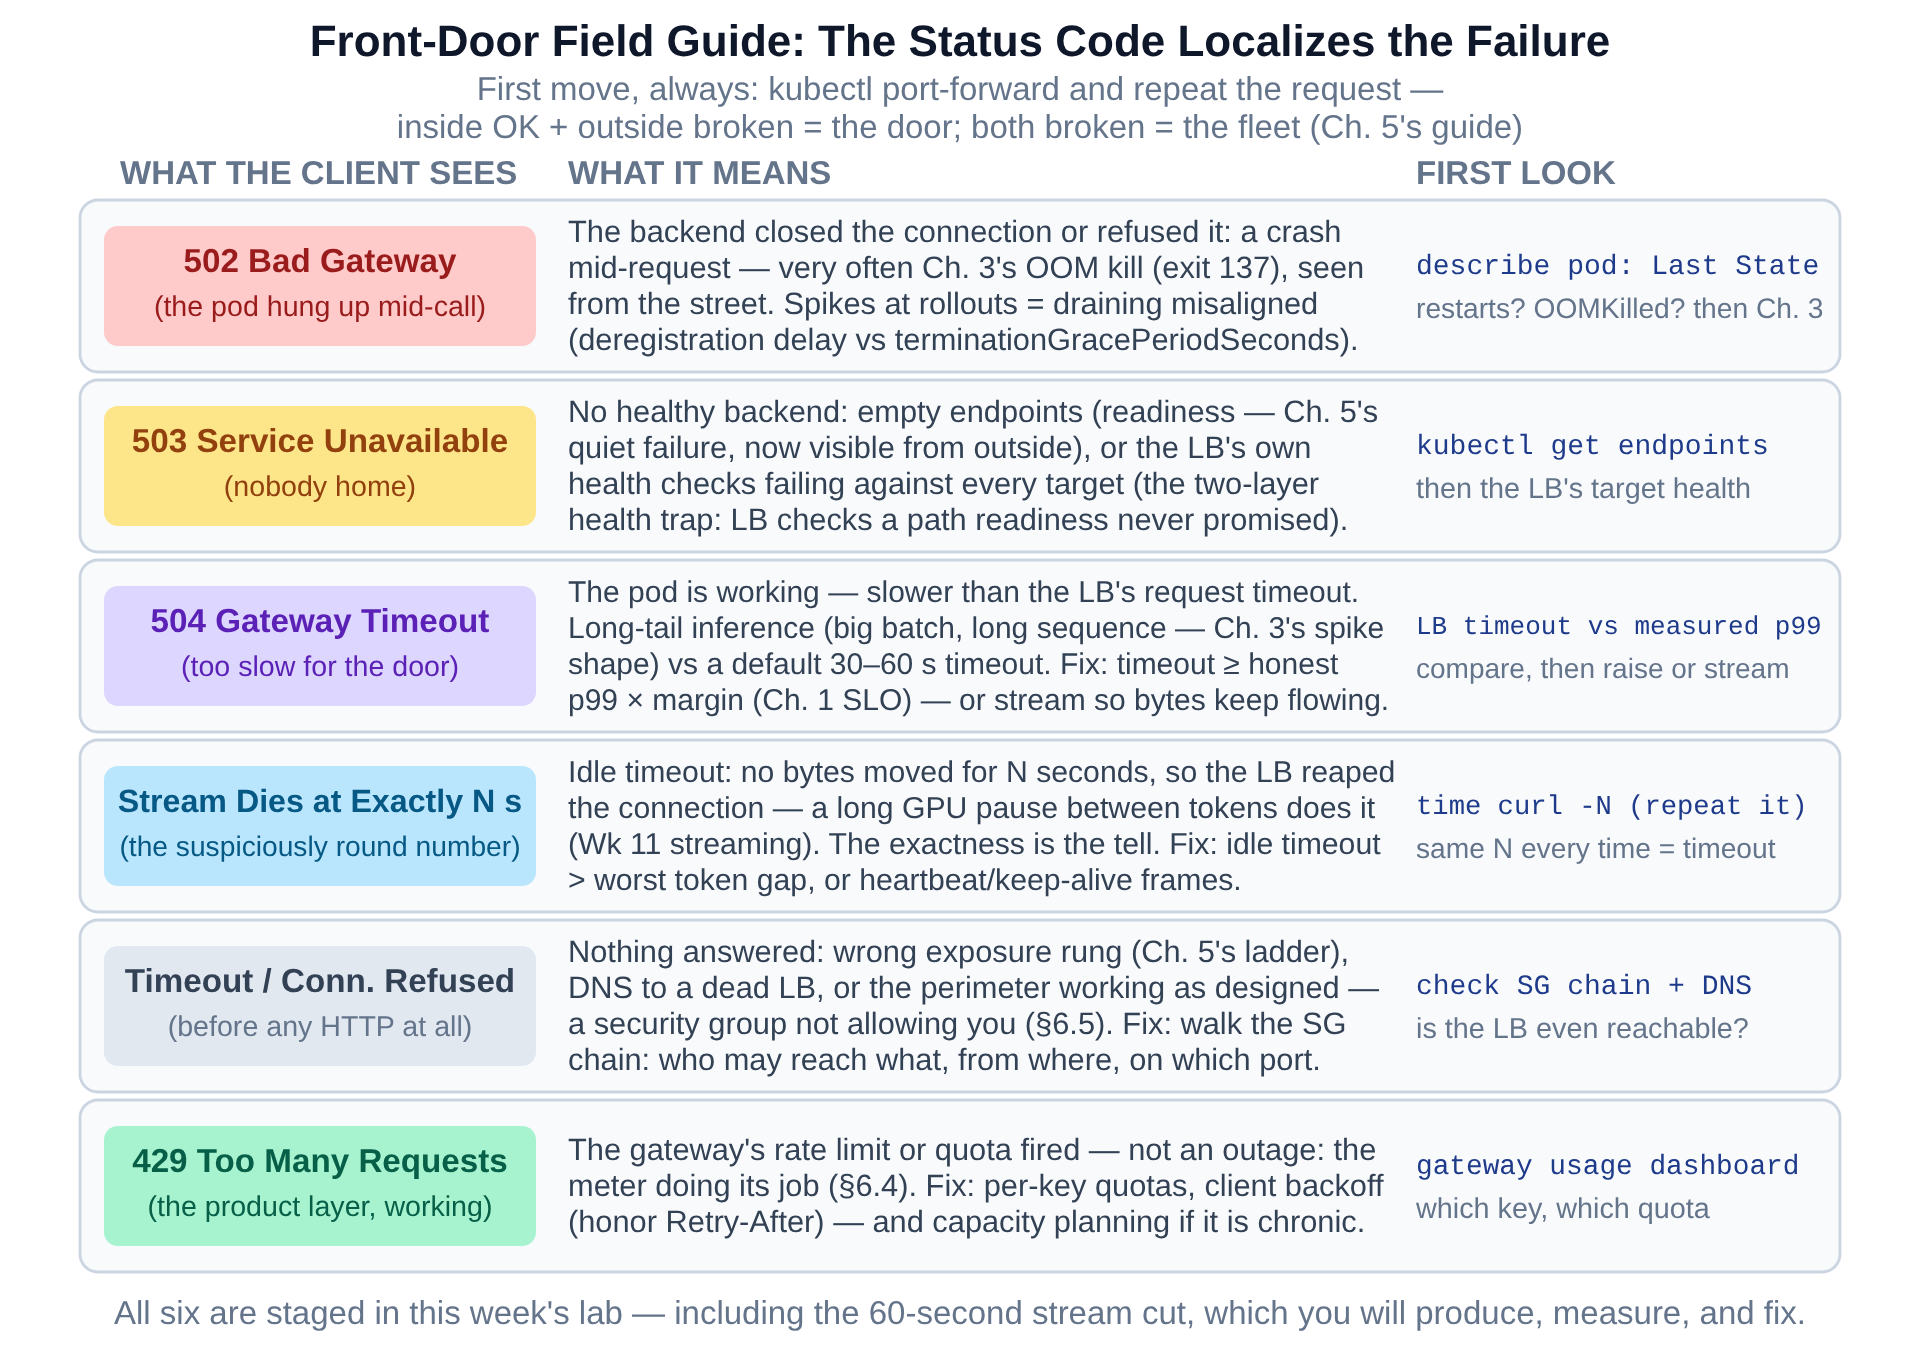 Front-Door Field Guide: The Status Code Localizes the Failure
First move, always: kubectl port-forward and repeat the request —
inside OK + outside broken = the door; both broken = the fleet (Ch. 5's guide)
WHAT THE CLIENT SEES
WHAT IT MEANS
FIRST LOOK
502 Bad Gateway
(the pod hung up mid-call)
The backend closed the connection or refused it: a crash
mid-request — very often Ch. 3's OOM kill (exit 137), seen
from the street. Spikes at rollouts = draining misaligned
(deregistration delay vs terminationGracePeriodSeconds).
describe pod: Last State
restarts? OOMKilled? then Ch. 3
503 Service Unavailable
(nobody home)
No healthy backend: empty endpoints (readiness — Ch. 5's
quiet failure, now visible from outside), or the LB's own
health checks failing against every target (the two-layer
health trap: LB checks a path readiness never promised).
kubectl get endpoints
then the LB's target health
504 Gateway Timeout
(too slow for the door)
The pod is working — slower than the LB's request timeout.
Long-tail inference (big batch, long sequence — Ch. 3's spike
shape) vs a default 30–60 s timeout. Fix: timeout ≥ honest
p99 × margin (Ch. 1 SLO) — or stream so bytes keep flowing.
LB timeout vs measured p99
compare, then raise or stream
Stream Dies at Exactly N s
(the suspiciously round number)
Idle timeout: no bytes moved for N seconds, so the LB reaped
the connection — a long GPU pause between tokens does it
(Wk 11 streaming). The exactness is the tell. Fix: idle timeout
> worst token gap, or heartbeat/keep-alive frames.
time curl -N (repeat it)
same N every time = timeout
Timeout / Conn. Refused
(before any HTTP at all)
Nothing answered: wrong exposure rung (Ch. 5's ladder),
DNS to a dead LB, or the perimeter working as designed —
a security group not allowing you (§6.5). Fix: walk the SG
chain: who may reach what, from where, on which port.
check SG chain + DNS
is the LB even reachable?
429 Too Many Requests
(the product layer, working)
The gateway's rate limit or quota fired — not an outage: the
meter doing its job (§6.4). Fix: per-key quotas, client backoff
(honor Retry-After) — and capacity planning if it is chronic.
gateway usage dashboard
which key, which quota
All six are staged in this week's lab — including the 60-second stream cut, which you will produce, measure, and fix.